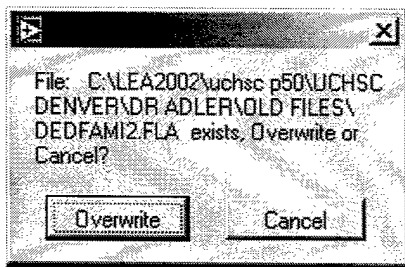 File: C:\LEA2002\uchsc p50\UCHSC
DENVER\DR ADLER\OLD FILES\
DEDFAMI2.FLA exists, Overwrite or
Cancel?
Overwrite Cancel